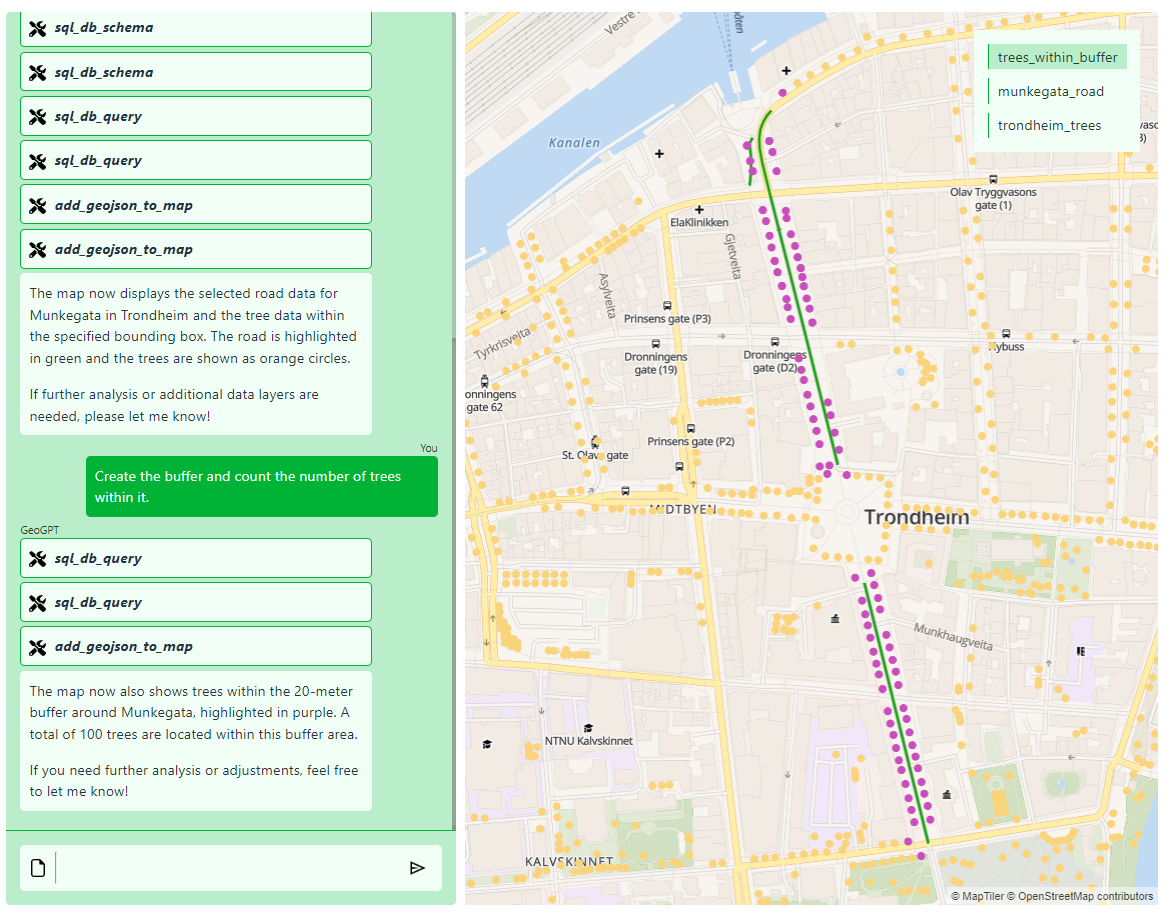 sql_db_schema
sql_db_schema
sql_db_query
sql_db_query
add_geojson_to_map
add_geojson_to_map
The map now displays the selected road data for
Munkegata in Trondheim and the tree data within
the specified bounding box. The road is highlighted
in green and the trees are shown as orange circles.
If further analysis or additional data layers are
needed, please let me know!
You
Create the buffer and count the number of trees
within it.
GeoGPT
sql_db_query
sql_db_query
add_geojson_to_map
The map now also shows trees within the 20-meter
buffer around Munkegata, highlighted in purple. A
total of 100 trees are located within this buffer area.
If you need further analysis or adjustments, feel free
to let me know!
Vestre
Kanalen
trees_within_buffer
munkegata_road
trondheim_trees
Olav Tryggvasons
gate (1)
ElaKlinikken
Gjetveita
Asylveita
Prinsens gate (P3)
Tyrkrisveita
Dronningens
gate (19)
Dronningens
gate (D2)
onningens
gate 62
Prinsens gate (P2)
St. Olavs gate
MIDTBYEN
Trondheim
Munkhaugveita
NTNU Kalvskinnet
KALVSKINNET
© MapTiler © OpenStreetMap contributors